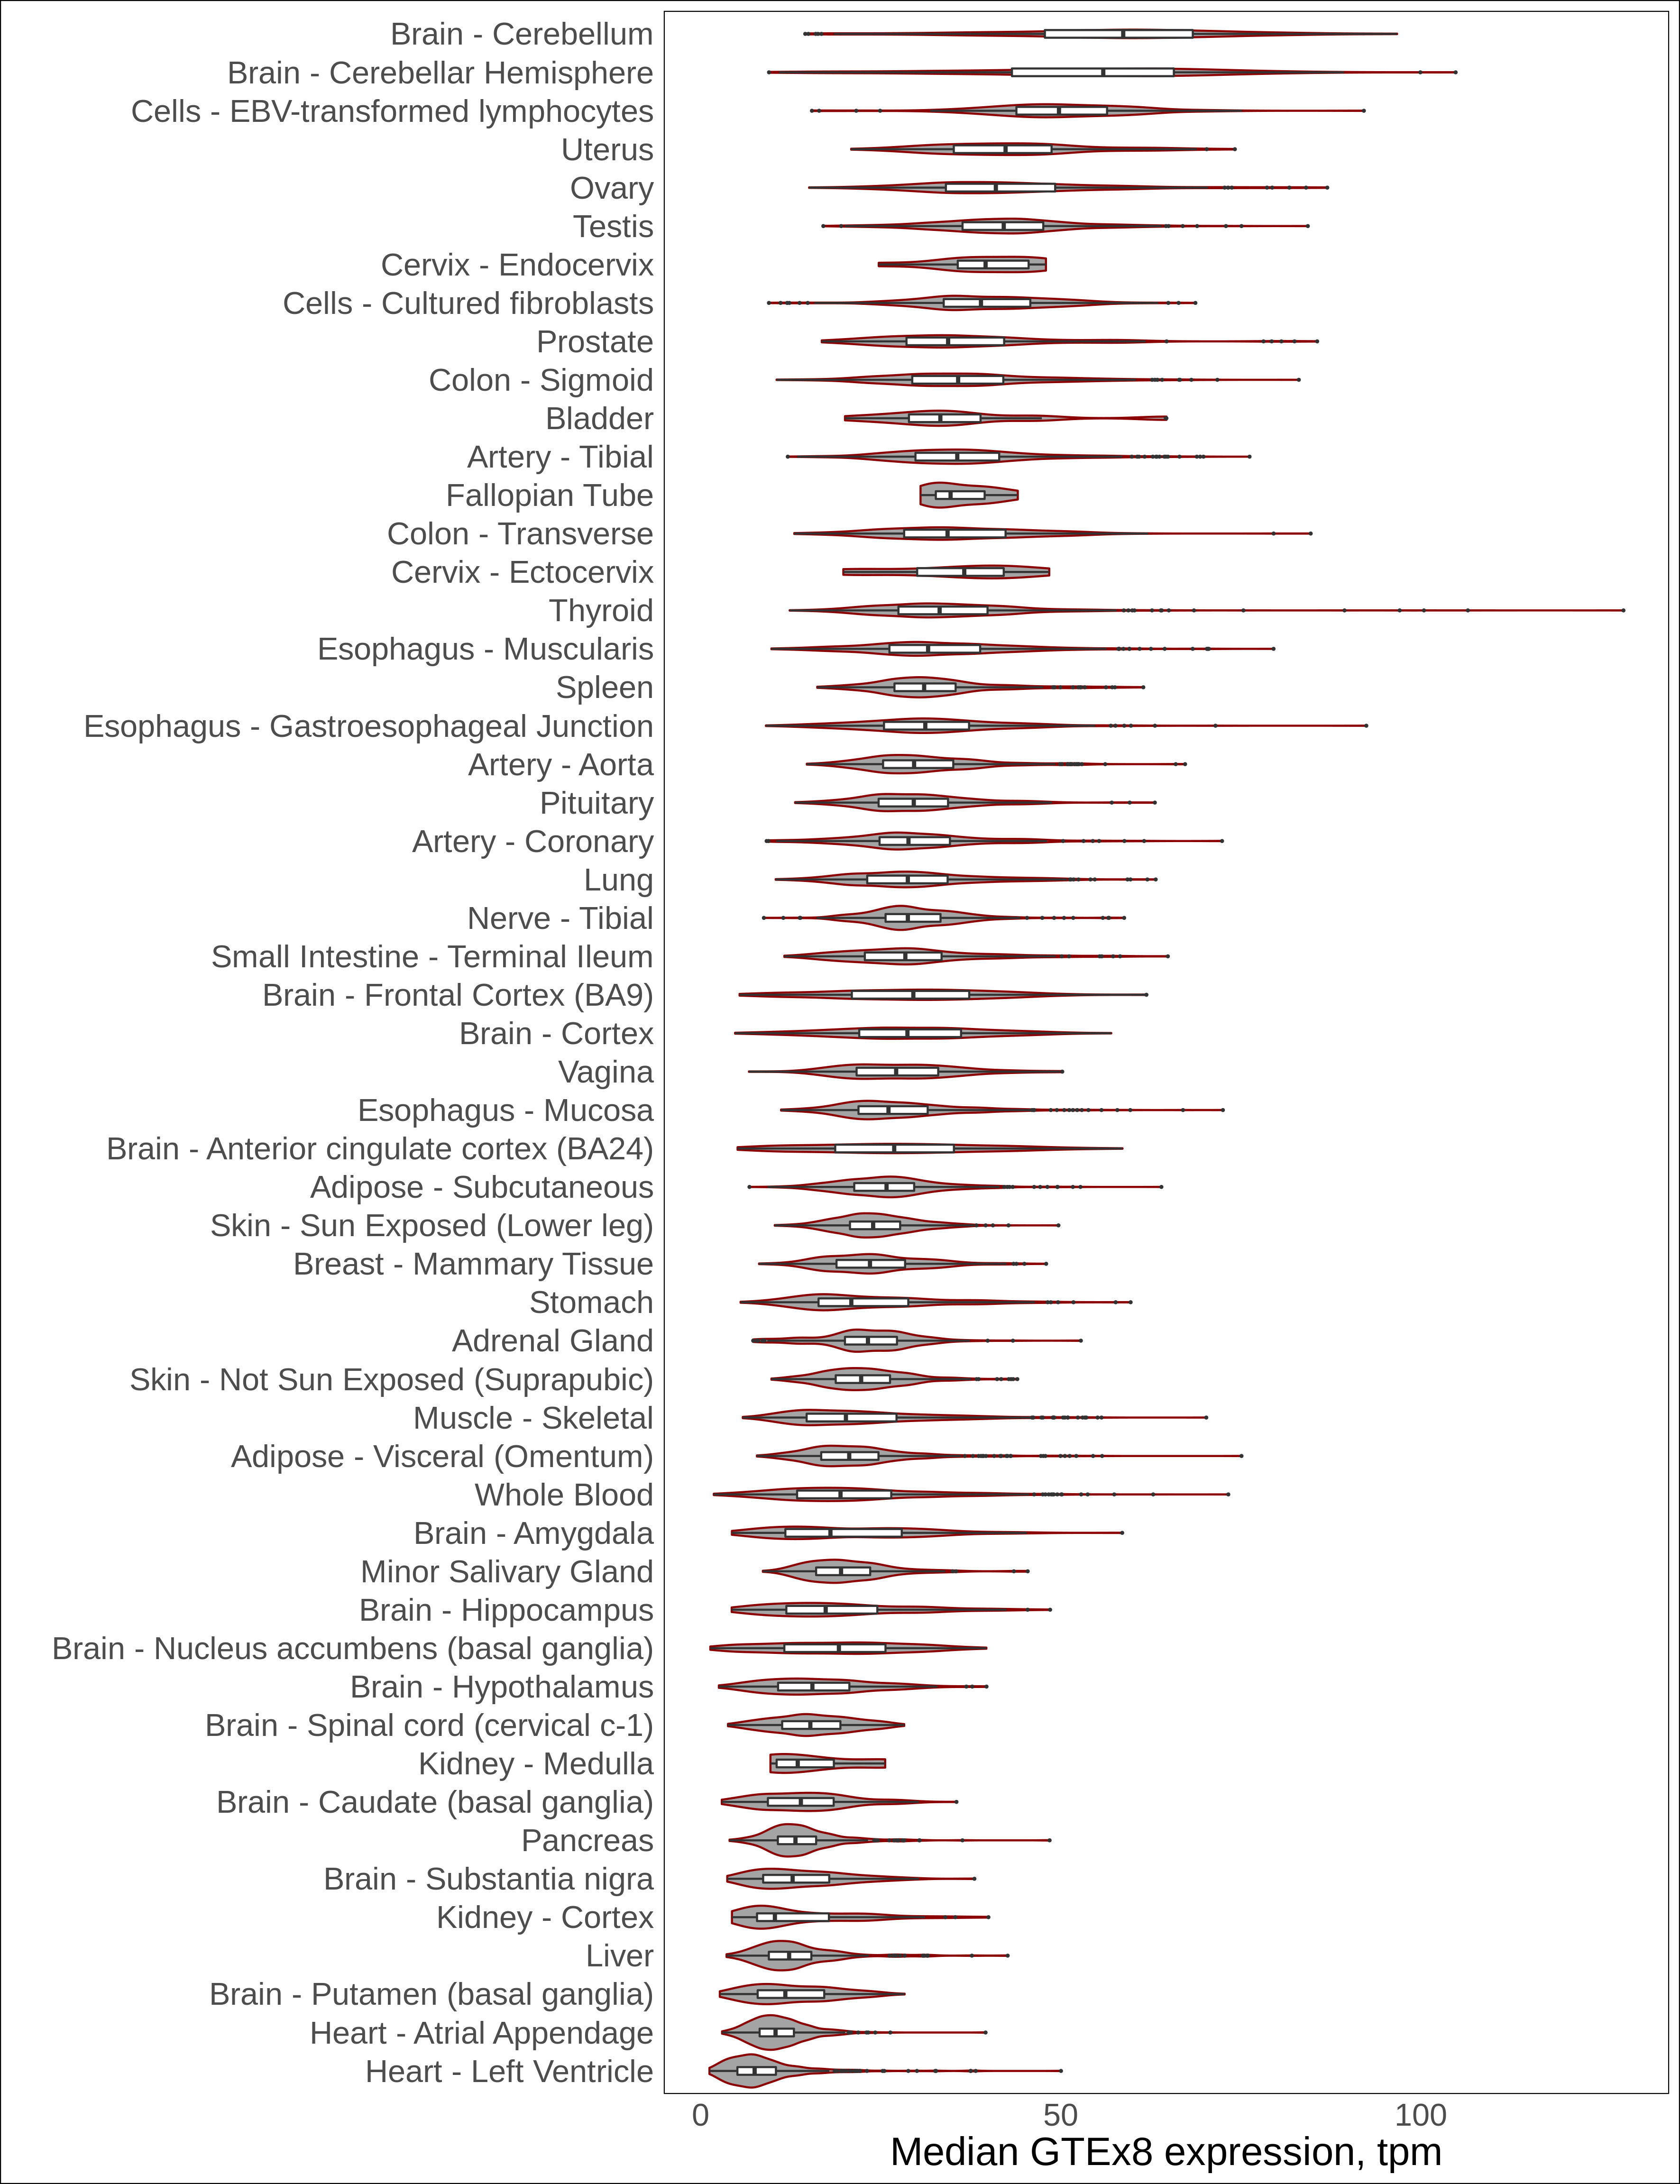 Brain - Cerebellum
Brain - Cerebellar Hemisphere
Cells - EBV-transformed lymphocytes
Uterus
Ovary
Testis
Cervix - Endocervix
Cells - Cultured fibroblasts
Prostate
Colon - Sigmoid
Bladder
Artery - Tibial
Fallopian Tube
Colon - Transverse
Cervix - Ectocervix
Thyroid
Esophagus - Muscularis
Spleen
Esophagus - Gastroesophageal Junction
Artery - Aorta
Pituitary
Artery - Coronary
Lung
Nerve - Tibial
Small Intestine - Terminal Ileum
Brain - Frontal Cortex (BA9)
Brain - Cortex
Vagina
Esophagus - Mucosa
Brain - Anterior cingulate cortex (BA24)
Adipose - Subcutaneous
Skin - Sun Exposed (Lower leg)
Breast - Mammary Tissue
Stomach
Adrenal Gland
Skin - Not Sun Exposed (Suprapubic)
Muscle - Skeletal
Adipose - Visceral (Omentum)
Whole Blood
Brain - Amygdala
Minor Salivary Gland
Brain - Hippocampus
Brain - Nucleus accumbens (basal ganglia)
Brain - Hypothalamus
Brain - Spinal cord (cervical c-1)
Kidney - Medulla
Brain - Caudate (basal ganglia)
Pancreas
Brain - Substantia nigra
Kidney - Cortex
Liver
Brain - Putamen (basal ganglia)
Heart - Atrial Appendage
Heart - Left Ventricle
0 50 100
Median GTEx8 expression, tpm